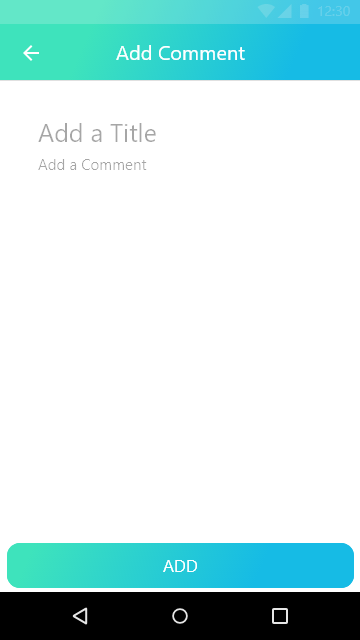 12:30
Add Comment
Add a Title
Add a Comment
ADD